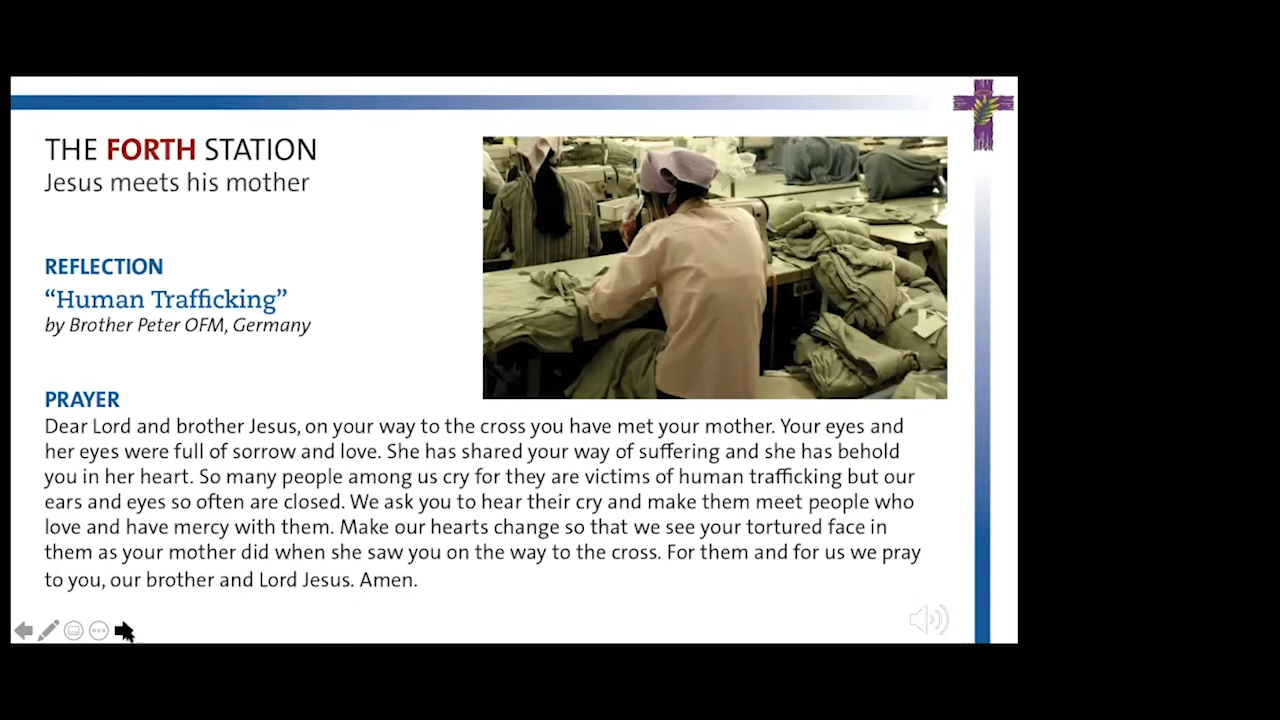 THE FORTH STATION
Jesus meets his mother
REFLECTION
“Human Trafficking”
by Brother Peter OFM, Germany
PRAYER
Dear Lord and brother Jesus, on your way to the cross you have met your mother. Your eyes and
her eyes were full of sorrow and love. She has shared your way of suffering and she has behold
you in her heart. So many people among us cry for they are victims of human trafficking but our
ears and eyes so often are closed. We ask you to hear their cry and make them meet people who
love and have mercy with them. Make our hearts change so that we see your tortured face in
them as your mother did when she saw you on the way to the cross. For them and for us we pray
to you, our brother and Lord Jesus. Amen.